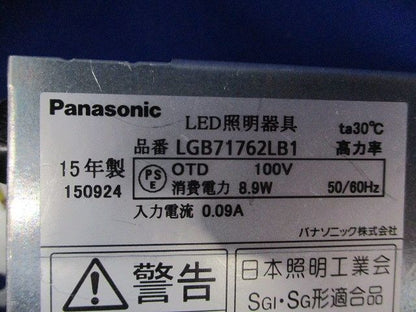 Panasonic LED照明器具 ta30℃
品番 LGB71762LB1 高力率
15年製 PSE OTD 100V
150924 消費電力 8.9W 50/60Hz
入力電流 0.09A
パナソニック株式会社
警告
日本照明工業会
SGI・SG形適合品